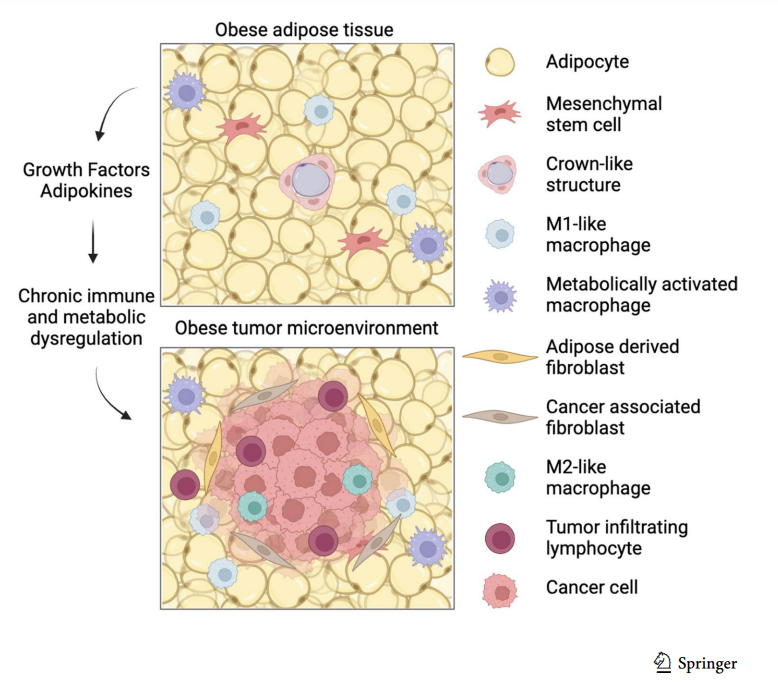 Obese adipose tissue
Growth Factors
Adipokines
Chronic immune
and metabolic
dysregulation
Obese tumor microenvironment
Adipocyte
Mesenchymal
stem cell
Crown-like
structure
M1-like
macrophage
Metabolically activated
macrophage
Adipose derived
fibroblast
Cancer associated
fibroblast
M2-like
macrophage
Tumor infiltrating
lymphocyte
Cancer cell
Springer